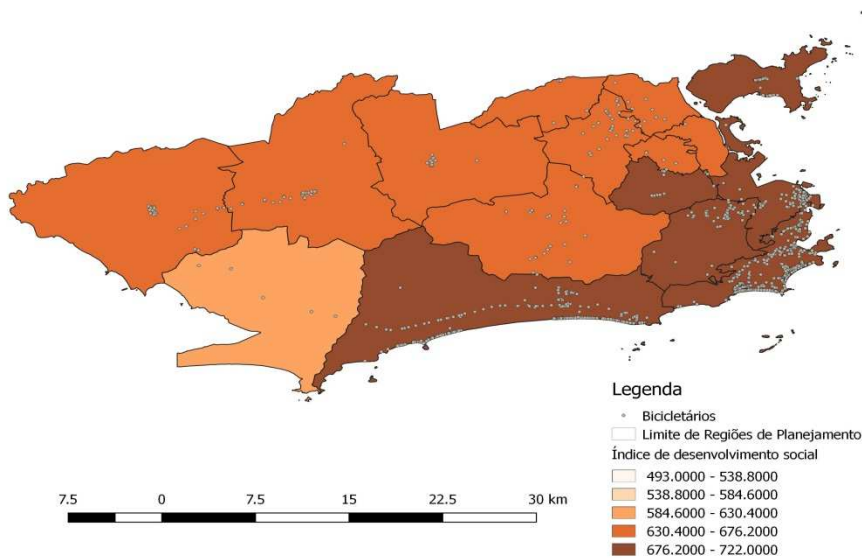 Legenda
Bicicletários
Limite de Regiões de Planejamento
Índice de desenvolvimento social
493.0000 - 538.8000
538.8000 - 584.6000
584.6000 - 630.4000
630.4000 - 676.2000
676.2000 - 722.0000
7.5 0 7.5 15 22.5 30 km